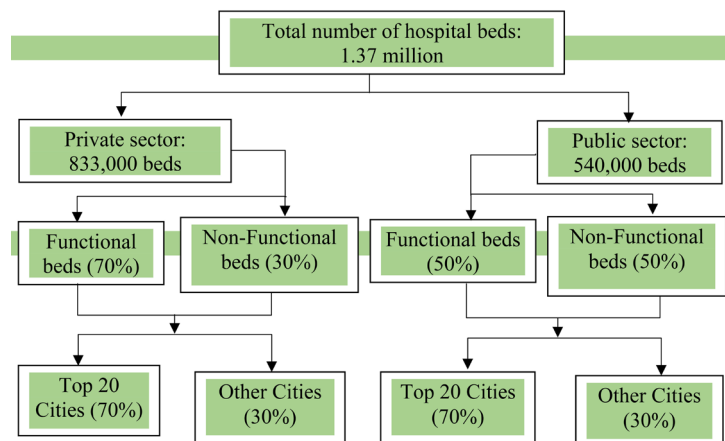 Total number of hospital beds:
1.37 million
Private sector:
833,000 beds
Public sector:
540,000 beds
Functional
beds (70%)
Non-Functional
beds (30%)
Functional beds
(50%)
Non-Functional
beds (50%)
Top 20
Cities (70%)
Other Cities
(30%)
Top 20 Cities
(70%)
Other Cities
(30%)